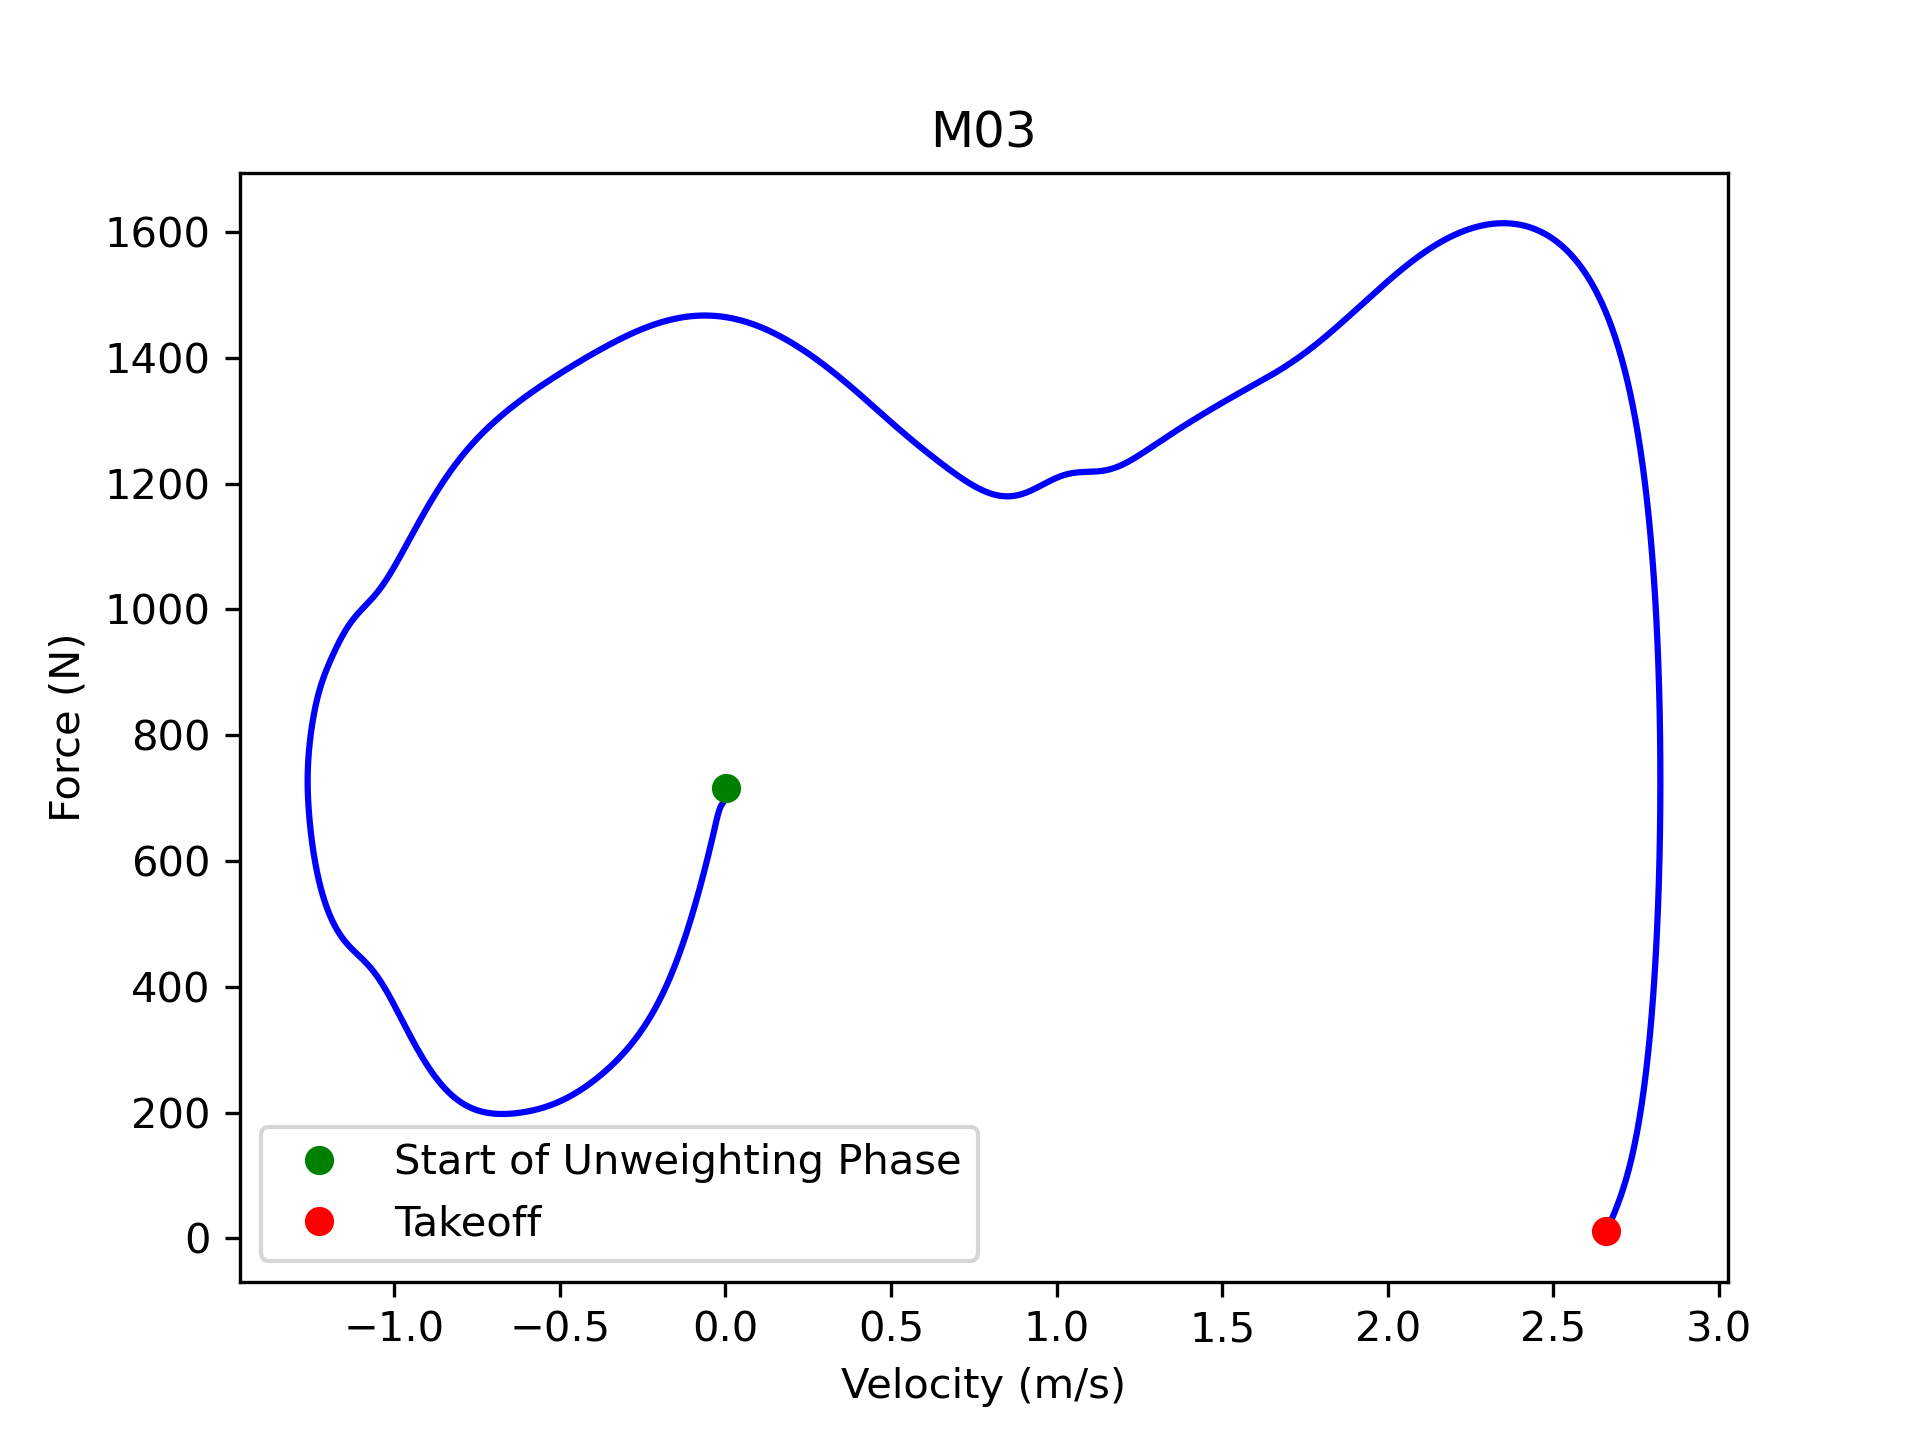 M03
Force (N)
1600
1400
1200
1000
800
600
400
200
0
Start of Unweighting Phase
Takeoff
−1.0 −0.5 0.0 0.5 1.0 1.5 2.0 2.5 3.0
Velocity (m/s)